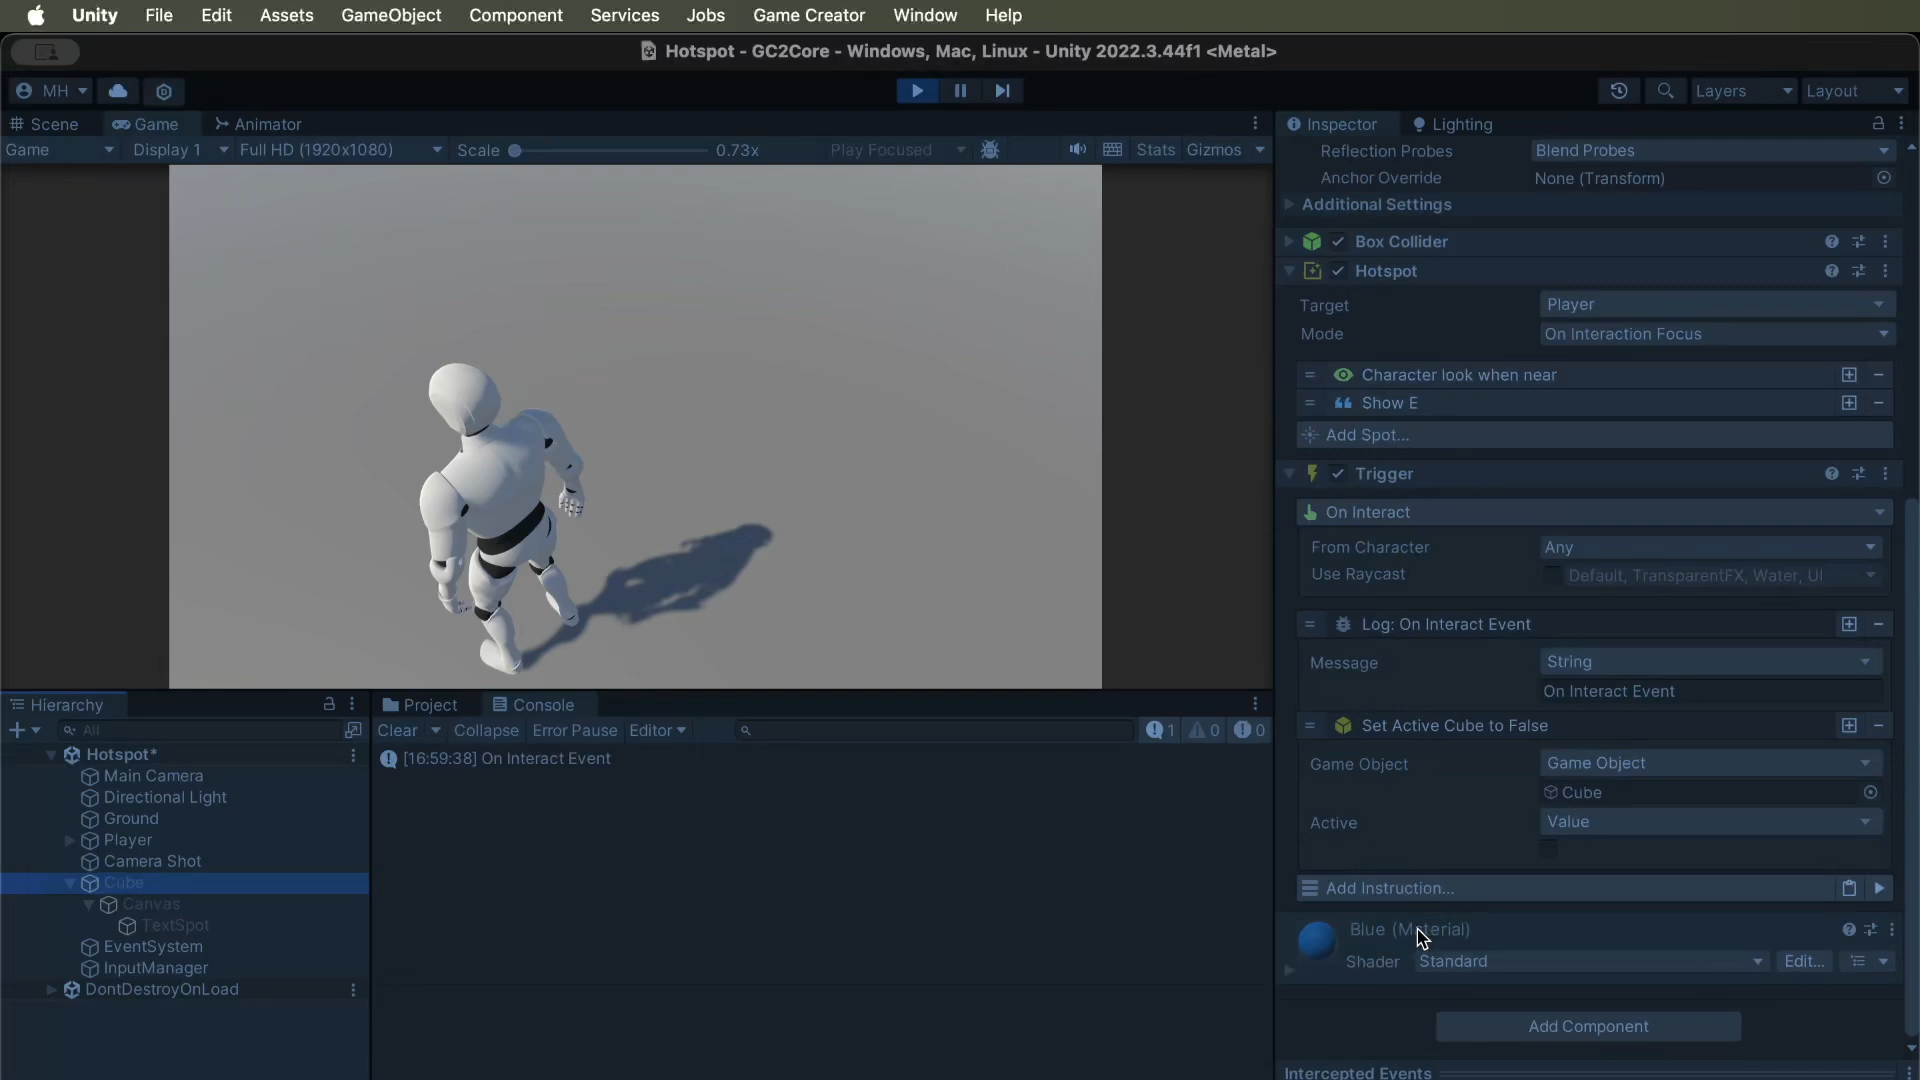 Unity File Edit Assets GameObject Component Services Jobs Game Creator Window Help
Hotspot - GC2Core - Windows, Mac, Linux - Unity 2022.3.44f1 <Metal>
MH Layers Layout
Scene Game Animator
Game Display 1 Full HD (1920x1080) Scale 0.73x Play Focused Stats Gizmos
Inspector Lighting
Reflection Probes Blend Probes
Anchor Override None (Transform)
Additional Settings
Box Collider
Hotspot
Target Player
Mode On Interaction Focus
Character look when near
Show E
Add Spot...
Trigger
On Interact
From Character Any
Use Raycast Default, TransparentFX, Water, UI
Log: On Interact Event
Message String
On Interact Event
Set Active Cube to False
Game Object Game Object
Cube
Active Value
Add Instruction...
Blue (Material)
Shader Standard Edit...
Add Component
Intercepted Events
Hierarchy
All
Hotspot*
Main Camera
Directional Light
Ground
Player
Camera Shot
Cube
Canvas
TextSpot
EventSystem
InputManager
DontDestroyOnLoad
Project Console
Clear Collapse Error Pause Editor 1 0 0
[16:59:38] On Interact Event